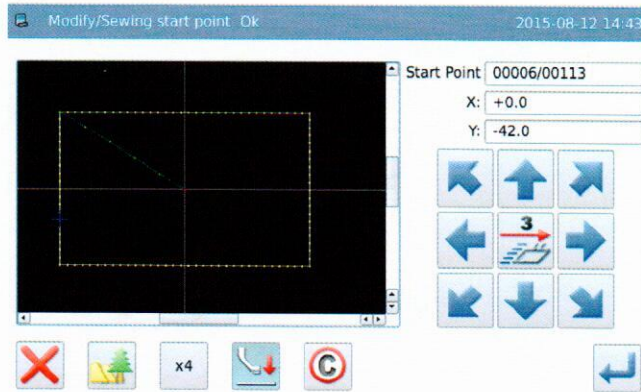 Modify/Sewing start point Ok
2015-08-12 14:43
Start Point 00006/00113
X: +0.0
Y: -42.0
3
x4
C